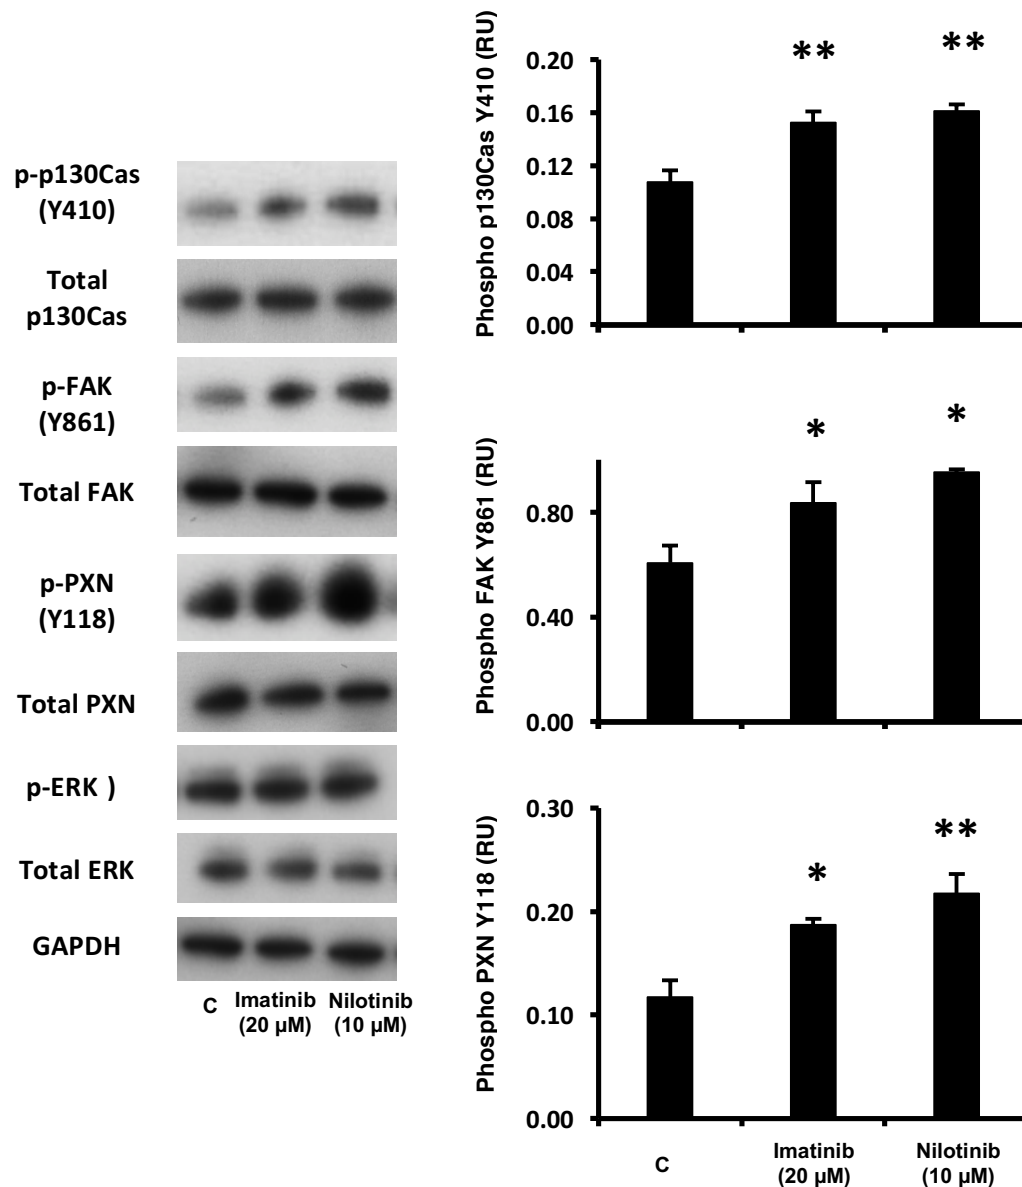 p-p130Cas
(Y410)
Total
p130Cas
p-FAK
(Y861)
Total FAK
p-PXN
(Y118)
Total PXN
p-ERK )
Total ERK
GAPDH
C
Imatinib
(20 µM)
Nilotinib
(10 µM)
Phospho p130Cas Y410 (RU)
0.20
0.16
0.12
0.08
0.04
0.00
**
**
Phospho FAK Y861 (RU)
0.80
0.40
0.00
*
*
Phospho PXN Y118 (RU)
0.30
0.20
0.10
0.00
*
**
C
Imatinib
(20 µM)
Nilotinib
(10 µM)